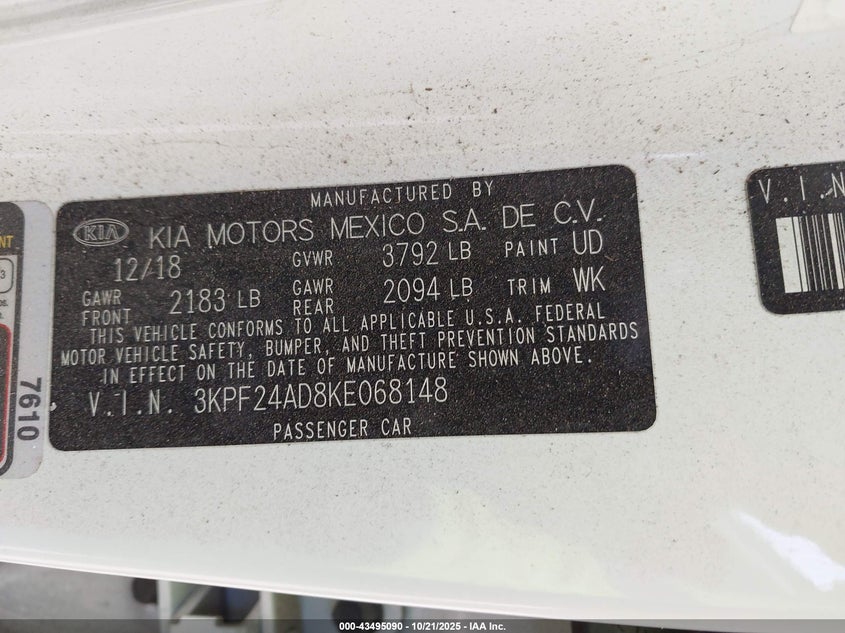 MANUFACTURED BY
KIA KIA MOTORS MEXICO S.A. DE C.V.
12/18 GVWR 3792 LB PAINT UD
GAWR FRONT 2183 LB GAWR REAR 2094 LB TRIM WK
THIS VEHICLE CONFORMS TO ALL APPLICABLE U.S.A. FEDERAL
MOTOR VEHICLE SAFETY, BUMPER, AND THEFT PREVENTION STANDARDS
IN EFFECT ON THE DATE OF MANUFACTURE SHOWN ABOVE.
V.I.N. 3KPF24AD8KE068148
PASSENGER CAR
7610
V.I.N
000-43495090 - 10/21/2025 - IAA Inc.